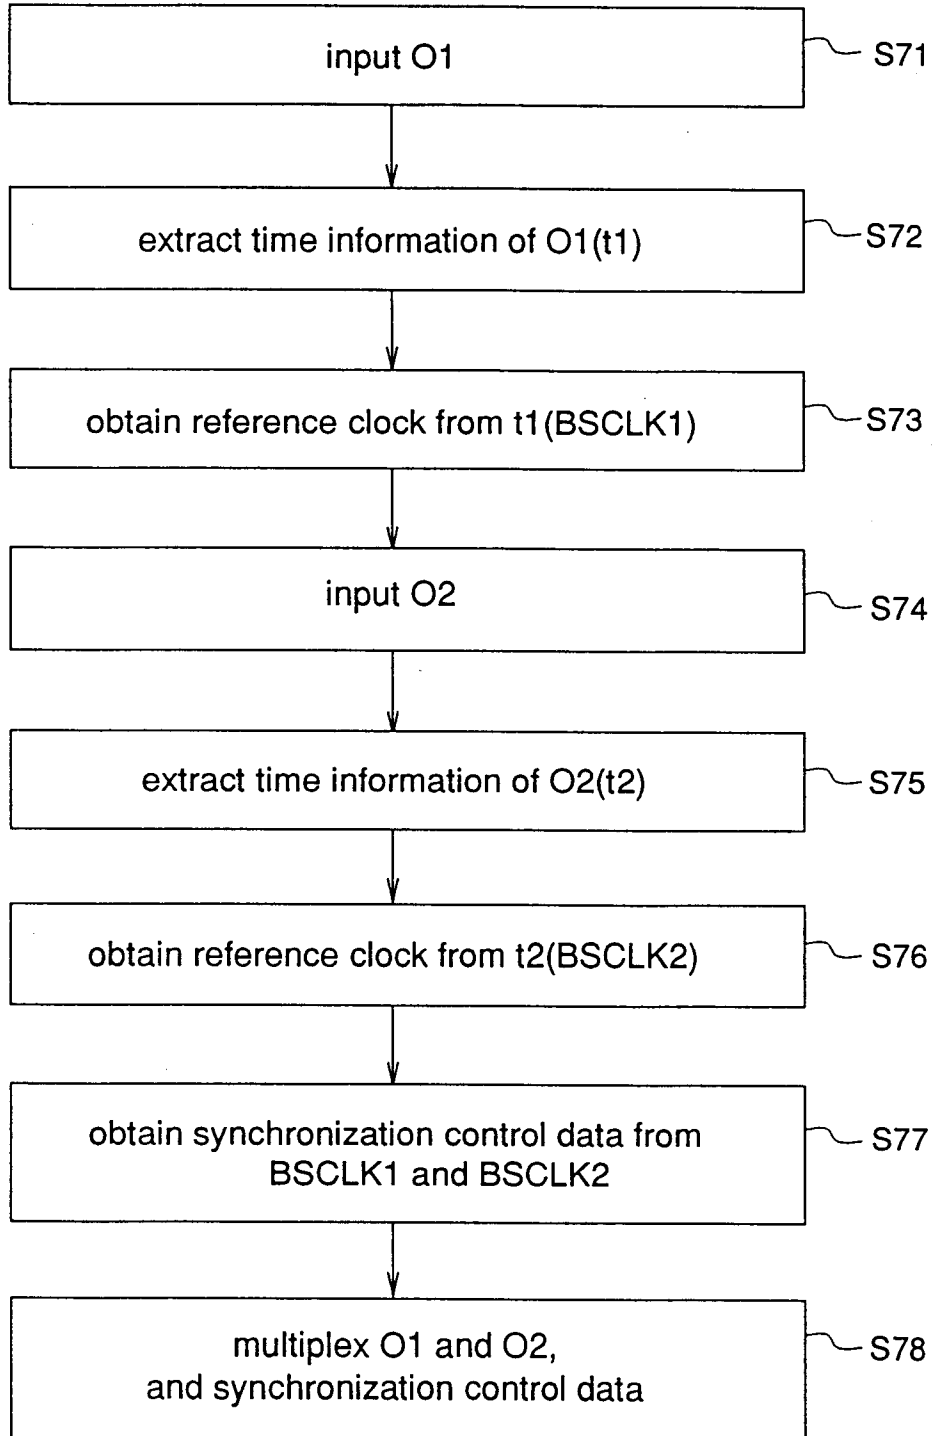 input O1
S71
extract time information of O1(t1)
S72
obtain reference clock from t1(BSCLK1)
S73
input O2
S74
extract time information of O2(t2)
S75
obtain reference clock from t2(BSCLK2)
S76
obtain synchronization control data from
BSCLK1 and BSCLK2
S77
multiplex O1 and O2,
and synchronization control data
S78